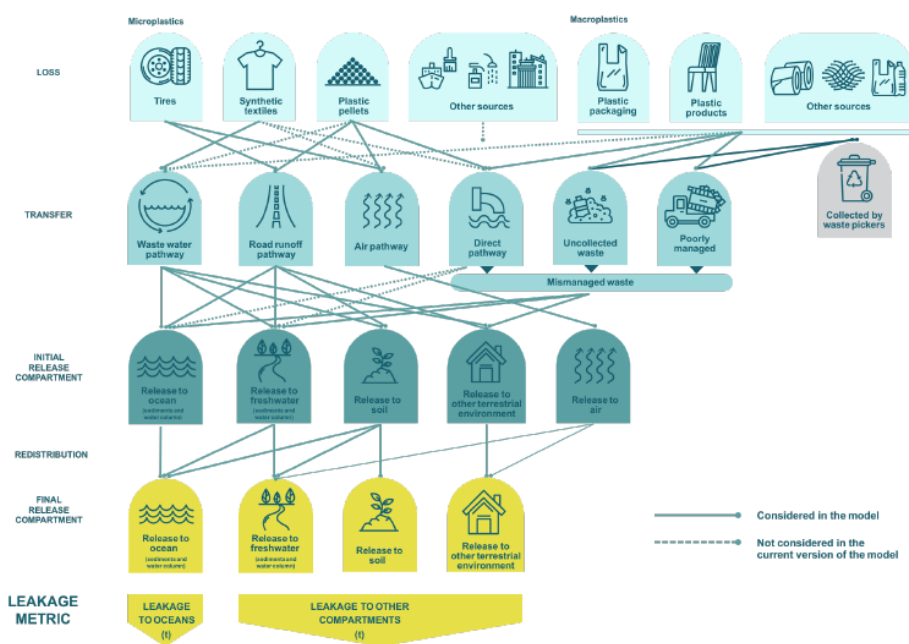 Microplastics
Macroplastics
LOSS
Tires
Synthetic
textiles
Plastic
pellets
Other sources
Plastic
packaging
Plastic
products
Other sources
TRANSFER
Waste water
pathway
Road runoff
pathway
Air pathway
Direct
pathway
Uncollected
waste
Poorly
managed
Collected by
waste pickers
Mismanaged waste
INITIAL
RELEASE
COMPARTMENT
Release to
ocean
(sediments and
water column)
Release to
freshwater
(sediments and
water column)
Release to
soil
Release to
other terrestrial
environment
Release to
air
REDISTRIBUTION
FINAL
RELEASE
COMPARTMENT
Release to
ocean
(sediments and
water column)
Release to
freshwater
(sediments and
water column)
Release to
soil
Release to
other terrestrial
environment
Considered in the model
Not considered in the
current version of the model
LEAKAGE
METRIC
LEAKAGE
TO OCEANS
(t)
LEAKAGE TO OTHER
COMPARTMENTS
(t)